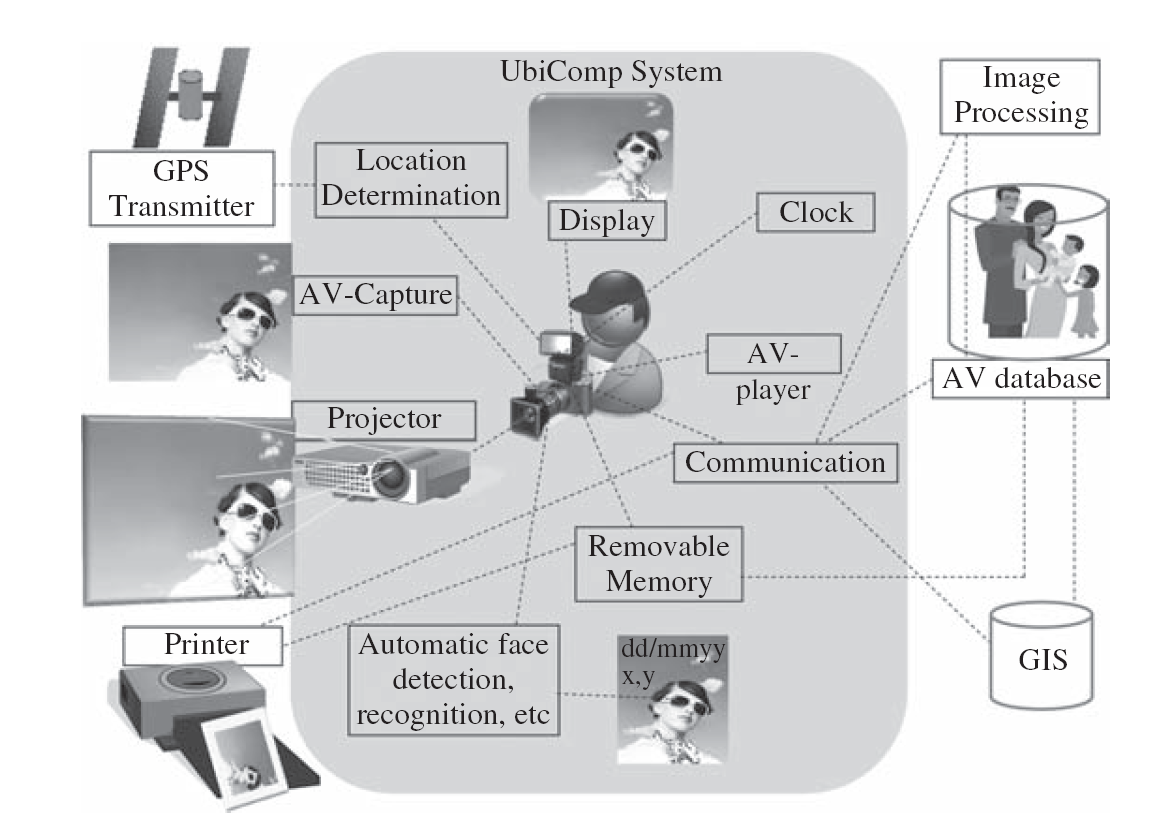 UbiComp System
Image
Processing
GPS
Transmitter
Location
Determination
Display
Clock
AV-Capture
AV-
player
AV database
Projector
Communication
Removable
Memory
Printer
Automatic face
detection,
recognition, etc
dd/mmyy
x,y
GIS